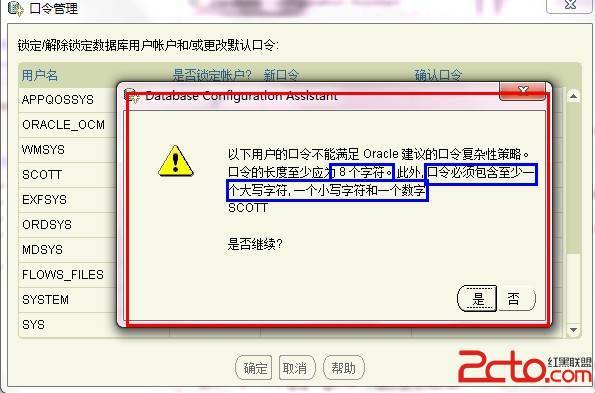 口令管理
锁定/解除锁定数据库用户帐户和/或更改默认口令:
用户名 是否锁定帐户? 新口令 确认口令
APPQOSSYS
ORACLE_OCM
WMSYS
SCOTT
EXFSYS
ORDSYS
MDSYS
FLOWS_FILES
SYSTEM
SYS
Database Configuration Assistant
以下用户的口令不能满足 Oracle 建议的口令复杂性策略。
口令的长度至少应为 8 个字符。此外, 口令必须包含至少一
个大写字符, 一个小写字符和一个数字
SCOTT
是否继续?
是 否
确定 取消 帮助
2cto.com
红黑联盟